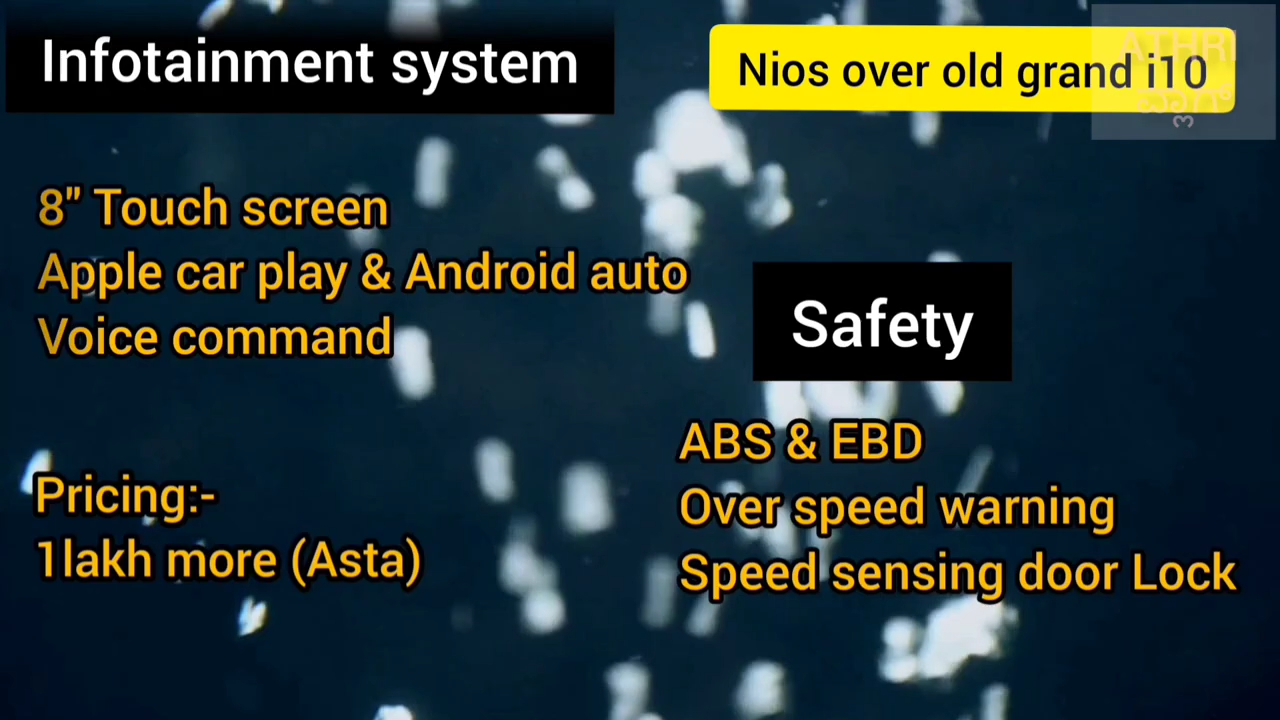 Infotainment system
Nios over old grand i10
ATHRI
8" Touch screen
Apple car play & Android auto
Voice command
Safety
ABS & EBD
Over speed warning
Speed sensing door Lock
Pricing:-
1lakh more (Asta)